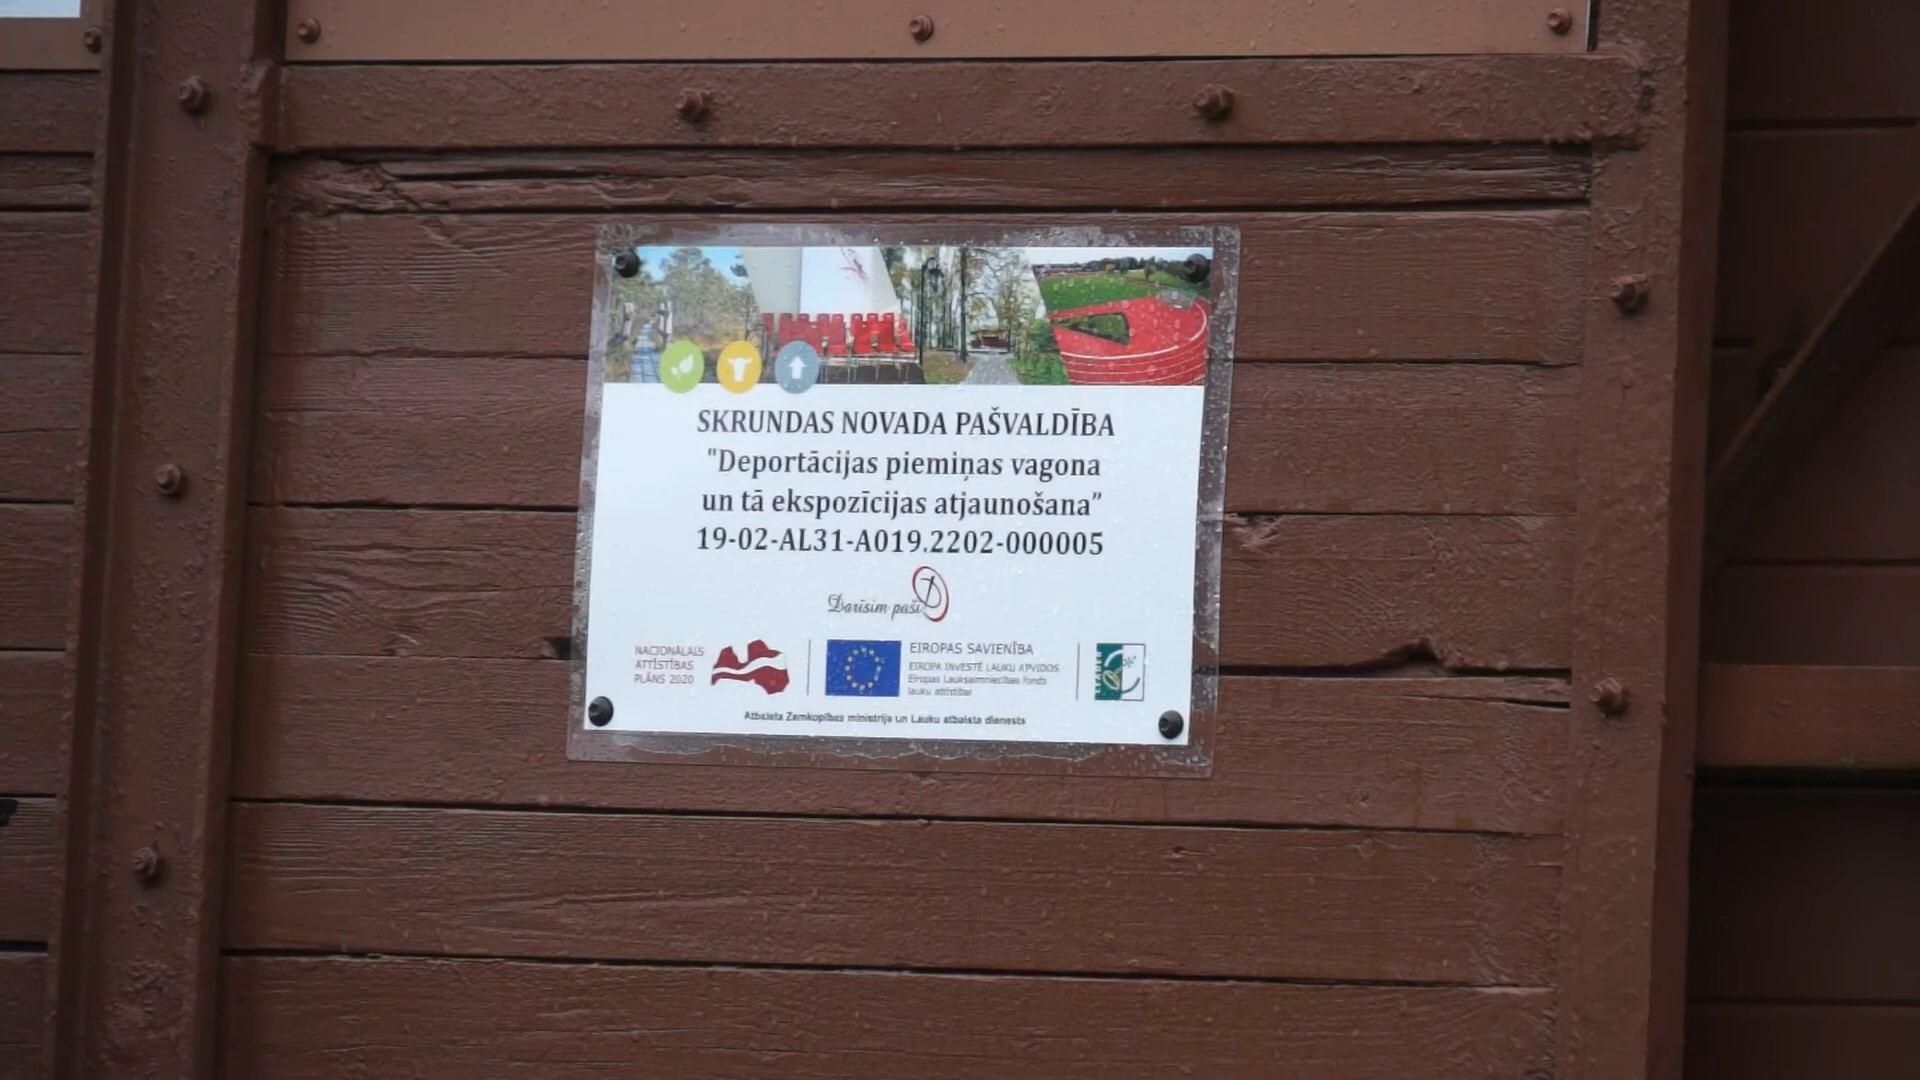 SKRUNDAS NOVADA PAŠVALDĪBA
"Deportācijas piemiņas vagona
un tā ekspozīcijas atjaunošana"
19-02-AL31-A019.2202-000005
Darīsim paši
NACIONĀLAIS
ATTĪSTĪBAS
PLĀNS 2020
EIROPAS SAVIENĪBA
EIROPA INVESTĒ LAUKU APVIDOS
Eiropas Lauksaimniecības fonds
lauku attīstībai
Atbalsta Zemkopības ministrija un Lauku atbalsta dienests